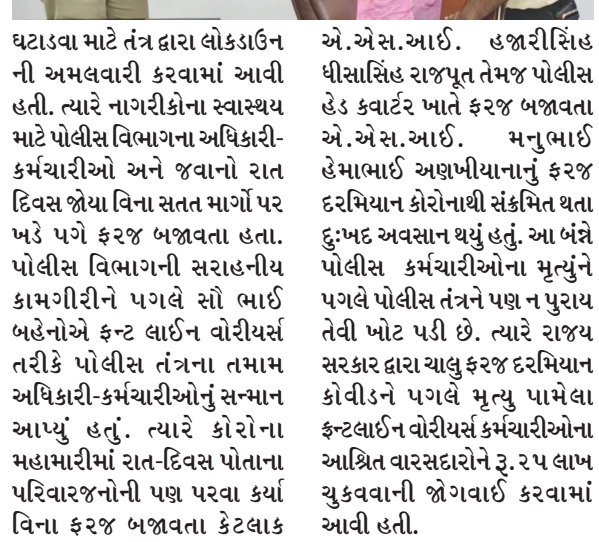 ઘટાડવા માટે તંત્ર દ્વારા લોકડાઉન
ની અમલવારી કરવામાં આવી
હતી. ત્યારે નાગરીકોના સ્વાસ્થય
માટે પોલીસ વિભાગના અધિકારી-
કર્મચારીઓ અને જવાનો રાત
દિવસ જોયા વિના સતત માર્ગો પર
ખડે પગે ફરજ બજાવતા હતા.
પોલીસ વિભાગની સરાહનીય
કામગીરીને પગલે સૌ ભાઈ
બહેનોએ ફ્રન્ટ લાઈન વોરીયર્સ
તરીકે પોલીસ તંત્રના તમામ
અધિકારી-કર્મચારીઓનું સન્માન
આપ્યું હતું. ત્યારે કોરોના
મહામારીમાં રાત-દિવસ પોતાના
પરિવારજનોની પણ પરવા કર્યા
વિના ફરજ બજાવતા કેટલાક
એ.એસ.આઈ. હજારીસિંહ
ધીસાસિંહ રાજપૂત તેમજ પોલીસ
હેડ કવાર્ટર ખાતે ફરજ બજાવતા
એ.એસ.આઈ. મનુભાઈ
હેમાભાઈ અણખીયાનાનું ફરજ
દરમિયાન કોરોનાથી સંક્રમિત થતા
દુઃખદ અવસાન થયું હતું. આ બંન્ને
પોલીસ કર્મચારીઓના મૃત્યુંને
પગલે પોલીસ તંત્રને પણ ન પુરાય
તેવી ખોટ પડી છે. ત્યારે રાજય
સરકાર દ્વારા ચાલુ ફરજ દરમિયાન
કોવીડને પગલે મૃત્યુ પામેલા
ફ્રન્ટલાઈન વોરીયર્સ કર્મચારીઓના
આશ્રિત વારસદારોને રૂ.૨૫ લાખ
ચુકવવાની જોગવાઈ કરવામાં
આવી હતી.